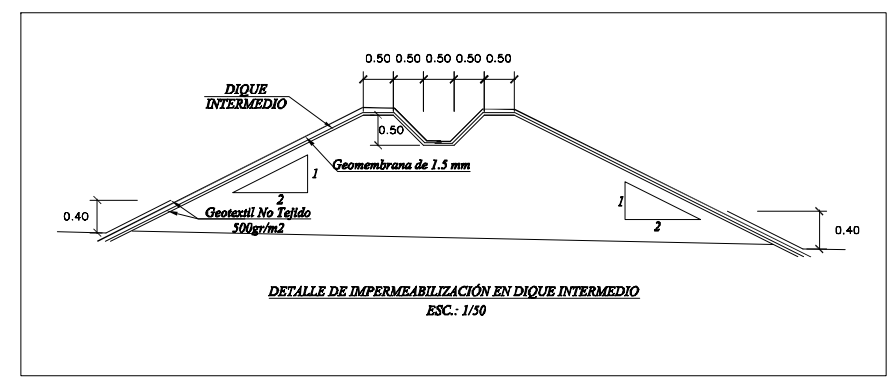 0.50 0.50 0.50 0.50 0.50
DIQUE
INTERMEDIO
0.50
Geomembrana de 1.5 mm
1
2
0.40
Geotextil No Tejido
500gr/m2
1
2
0.40
DETALLE DE IMPERMEABILIZACIÓN EN DIQUE INTERMEDIO
ESC.: 1/50